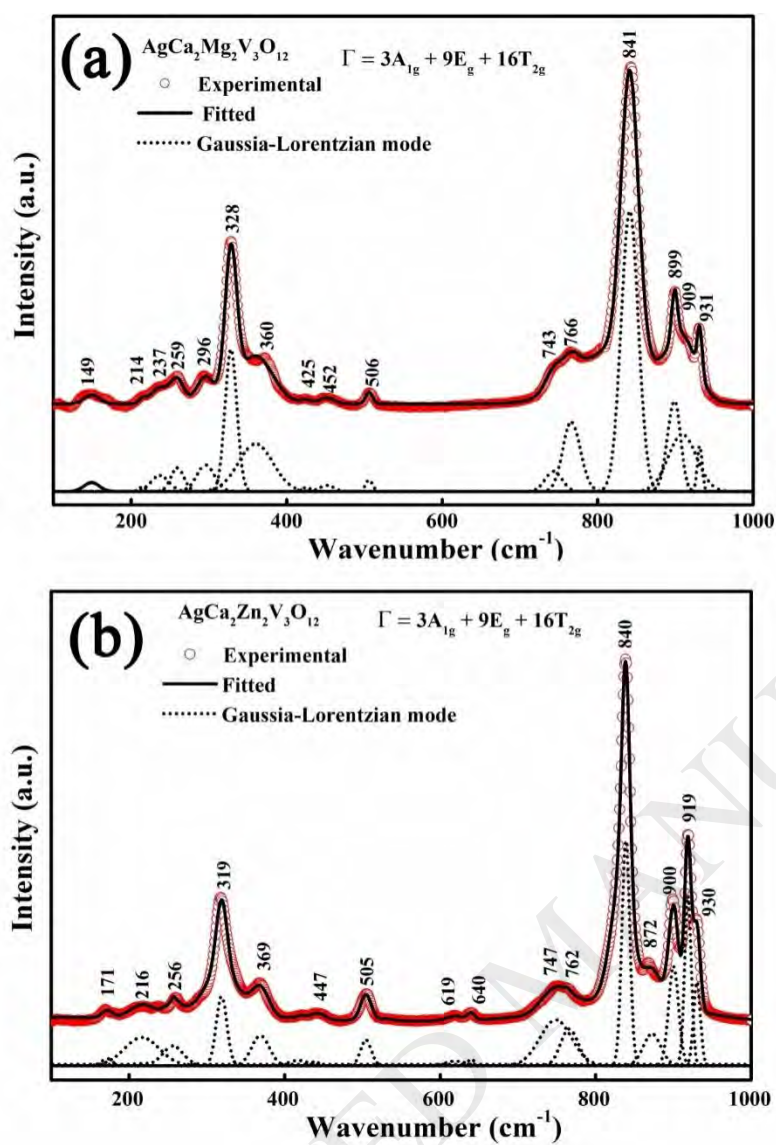 (a)
AgCa₂Mg₂V₃O₁₂ Γ = 3A₁g + 9Eg + 16T₂g
Experimental
Fitted
Gaussia-Lorentzian mode
Intensity (a.u.)
149
214
237
259
296
328
360
425
452
506
743
766
841
899
909
931
200 400 600 800 1000
Wavenumber (cm⁻¹)
(b)
AgCa₂Zn₂V₃O₁₂ Γ = 3A₁g + 9Eg + 16T₂g
Experimental
Fitted
Gaussia-Lorentzian mode
Intensity (a.u.)
171
216
256
319
369
447
505
619
640
747
762
840
872
900
919
930
200 400 600 800 1000
Wavenumber (cm⁻¹)